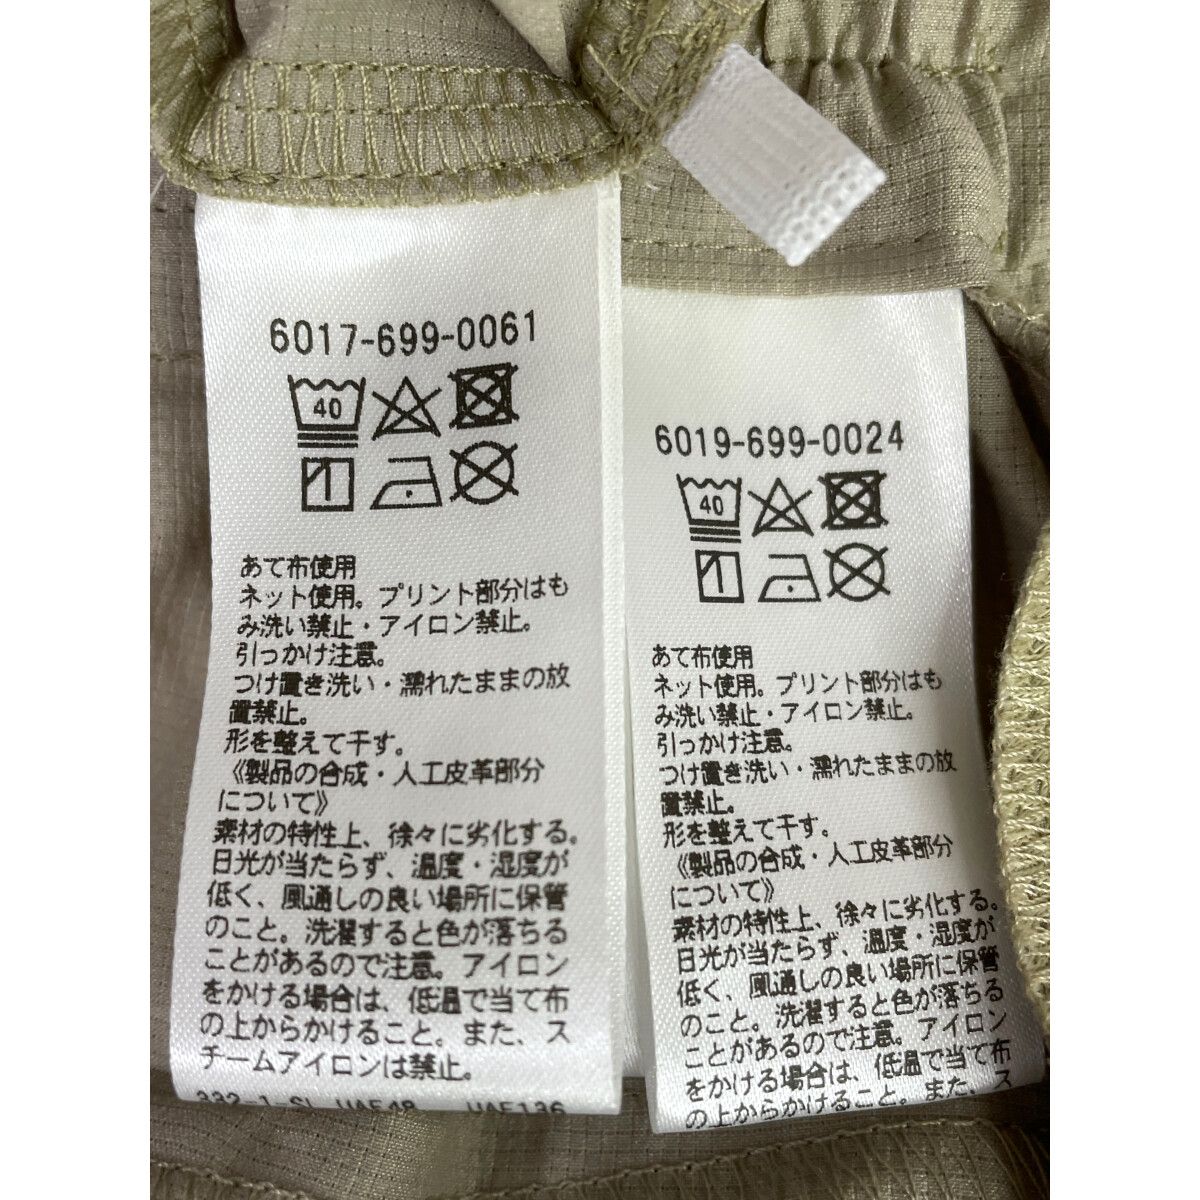 6017-699-0061
40
あて布使用
ネット使用。プリント部分はも
み洗い禁止・アイロン禁止。
引っかけ注意。
つけ置き洗い・濡れたままの放
置禁止。
形を整えて干す。
《製品の合成・人工皮革部分
について》
素材の特性上、徐々に劣化する。
日光が当たらず、温度・湿度が
低く、風通しの良い場所に保管
のこと。洗濯すると色が落ちる
ことがあるので注意。アイロン
をかける場合は、低温で当て布
の上からかけること。また、ス
チームアイロンは禁止。
332-1-SL UAE48 UAE136
6019-699-0024
40
あて布使用
ネット使用。プリント部分はも
み洗い禁止・アイロン禁止。
引っかけ注意。
つけ置き洗い・濡れたままの放
置禁止。
形を整えて干す。
《製品の合成・人工皮革部分
について》
素材の特性上、徐々に劣化する。
日光が当たらず、温度・湿度が
低く、風通しの良い場所に保管
のこと。洗濯すると色が落ちる
ことがあるので注意。アイロン
をかける場合は、低温で当て布
の上からかけること。また、ス